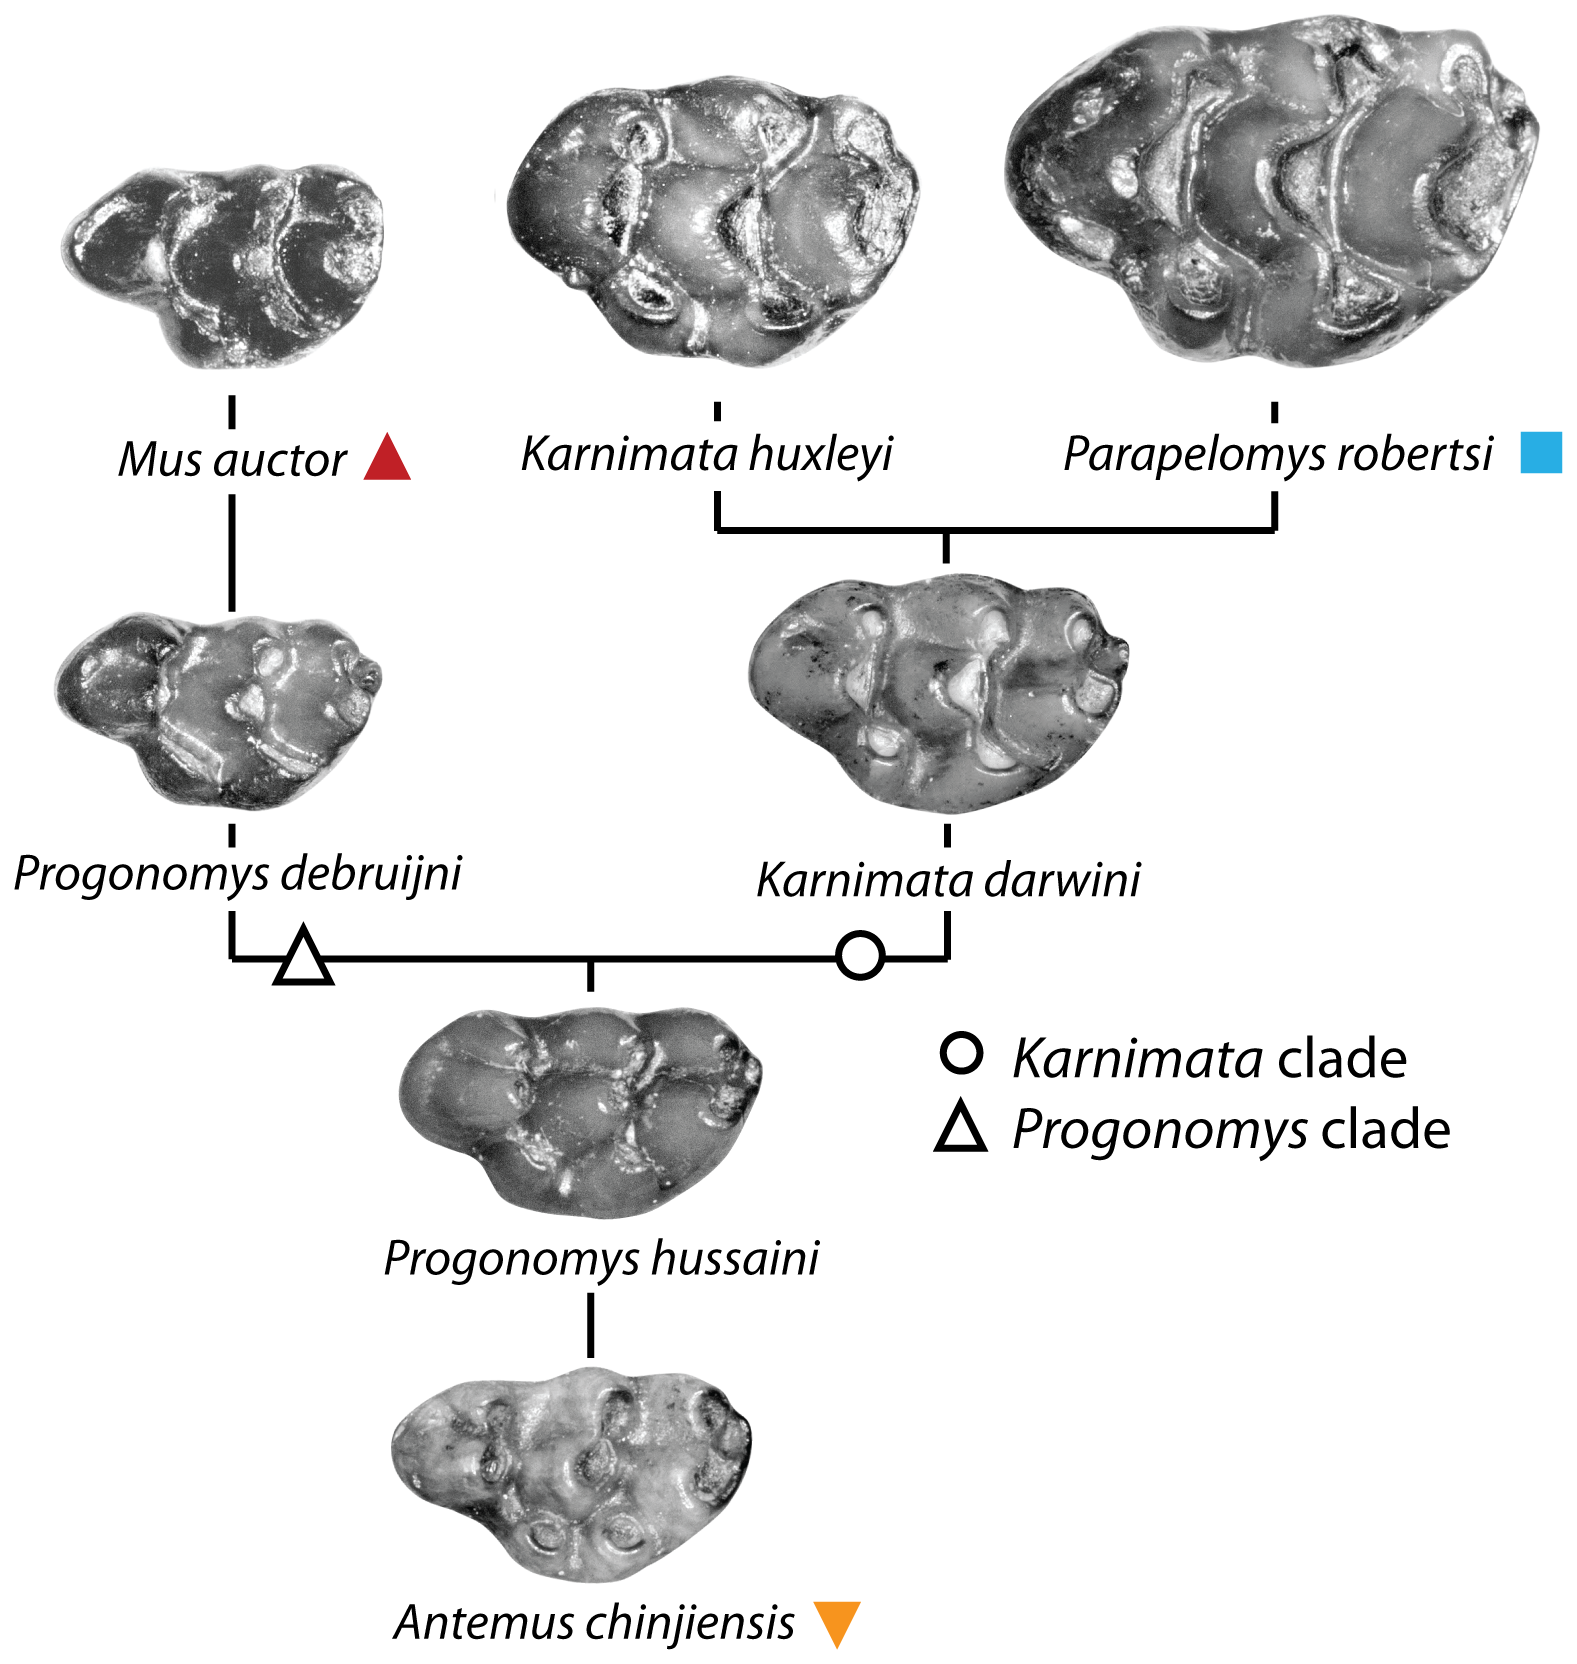 Mus auctor
Karnimata huxleyi
Parapelomys robertsi
Progonomys debruijni
Karnimata darwini
Karnimata clade
Progonomys clade
Progonomys hussaini
Antemus chinjiensis